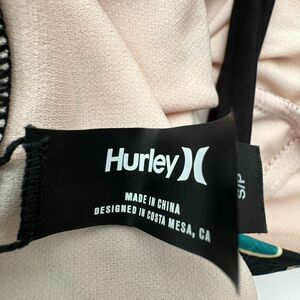 Hurley
MADE IN CHINA
DESIGNED IN COSTA MESA, CA
S/P